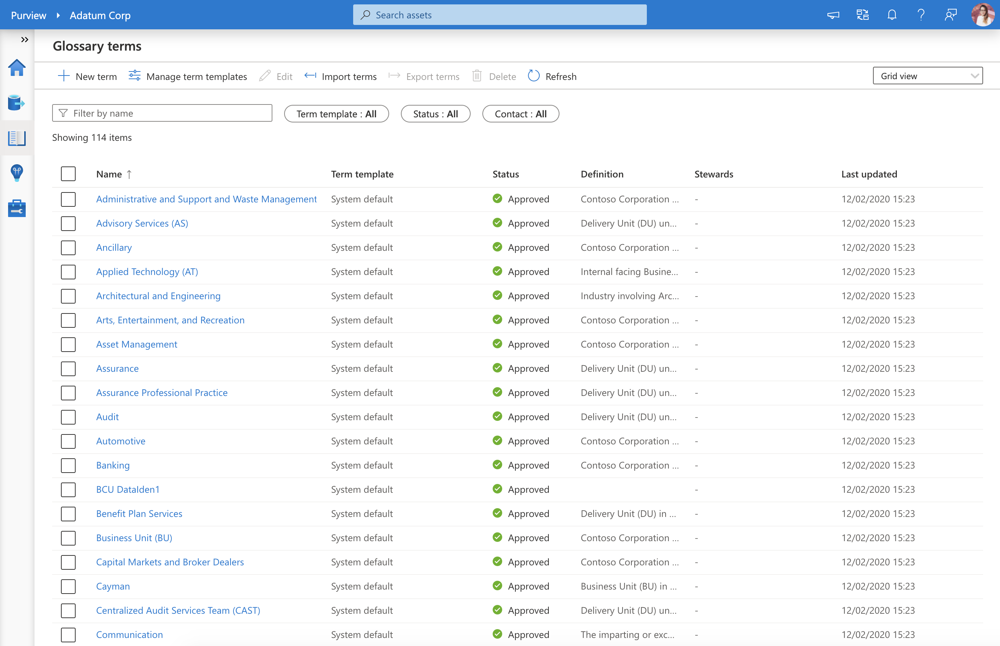 Purview Adatum Corp Search assets
Glossary terms
New term Manage term templates Edit Import terms Export terms Delete Refresh Grid view
Filter by name Term template : All Status : All Contact : All
Showing 114 items
Name ↑ Term template Status Definition Stewards Last updated
Administrative and Support and Waste Management System default Approved Contoso Corporation ... - 12/02/2020 15:23
Advisory Services (AS) System default Approved Delivery Unit (DU) un... - 12/02/2020 15:23
Ancillary System default Approved Contoso Corporation ... - 12/02/2020 15:23
Applied Technology (AT) System default Approved Internal facing Busine... - 12/02/2020 15:23
Architectural and Engineering System default Approved Industry involving Arc... - 12/02/2020 15:23
Arts, Entertainment, and Recreation System default Approved Contoso Corporation ... - 12/02/2020 15:23
Asset Management System default Approved Contoso Corporation ... - 12/02/2020 15:23
Assurance System default Approved Delivery Unit (DU) un... - 12/02/2020 15:23
Assurance Professional Practice System default Approved Delivery Unit (DU) un... - 12/02/2020 15:23
Audit System default Approved Delivery Unit (DU) un... - 12/02/2020 15:23
Automotive System default Approved Contoso Corporation ... - 12/02/2020 15:23
Banking System default Approved Contoso Corporation ... - 12/02/2020 15:23
BCU DataIden1 System default Approved - 12/02/2020 15:23
Benefit Plan Services System default Approved Delivery Unit (DU) in ... - 12/02/2020 15:23
Business Unit (BU) System default Approved Contoso Corporation ... - 12/02/2020 15:23
Capital Markets and Broker Dealers System default Approved Contoso Corporation ... - 12/02/2020 15:23
Cayman System default Approved Business Unit (BU) in ... - 12/02/2020 15:23
Centralized Audit Services Team (CAST) System default Approved Delivery Unit (DU) un... - 12/02/2020 15:23
Communication System default Approved The imparting or exc... - 12/02/2020 15:23